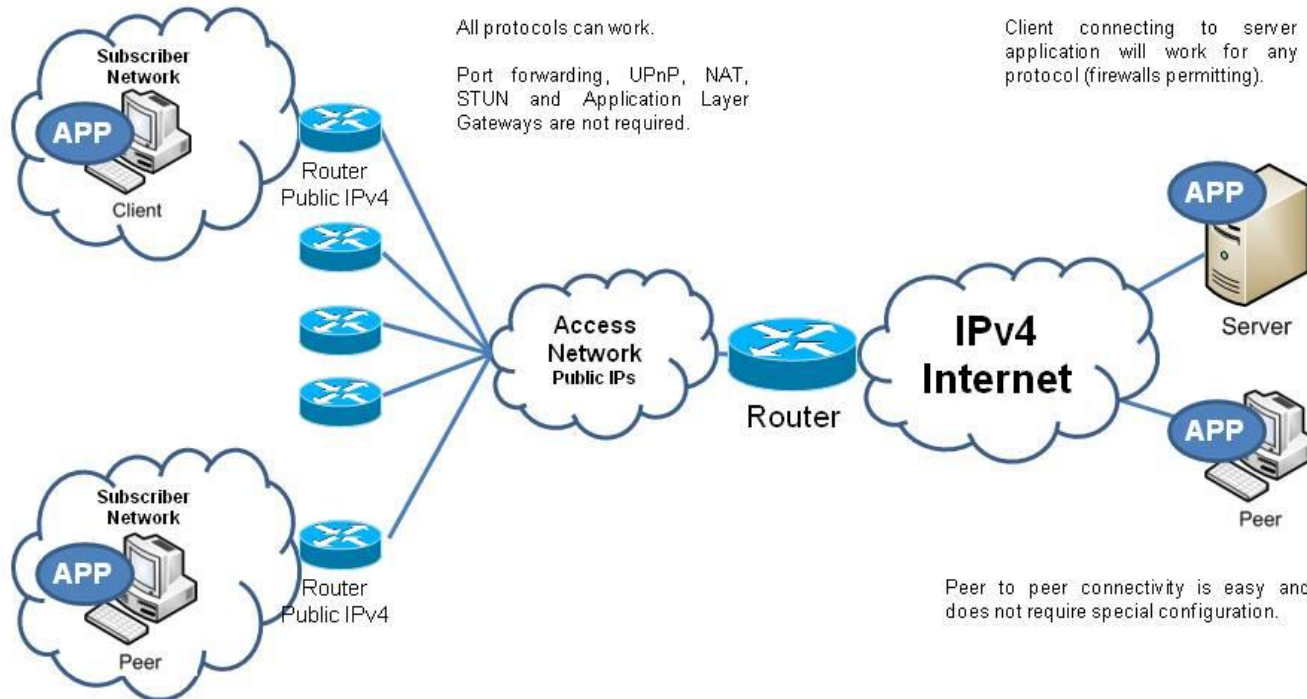 All protocols can work.
Port forwarding, UPnP, NAT,
STUN and Application Layer
Gateways are not required.
Client connecting to server
application will work for any
protocol (firewalls permitting).
Subscriber
Network
APP
Client
Router
Public IPv4
Access
Network
Public IPs
Router
IPv4
Internet
APP
Server
APP
Peer
Subscriber
Network
APP
Peer
Router
Public IPv4
Peer to peer connectivity is easy and
does not require special configuration.